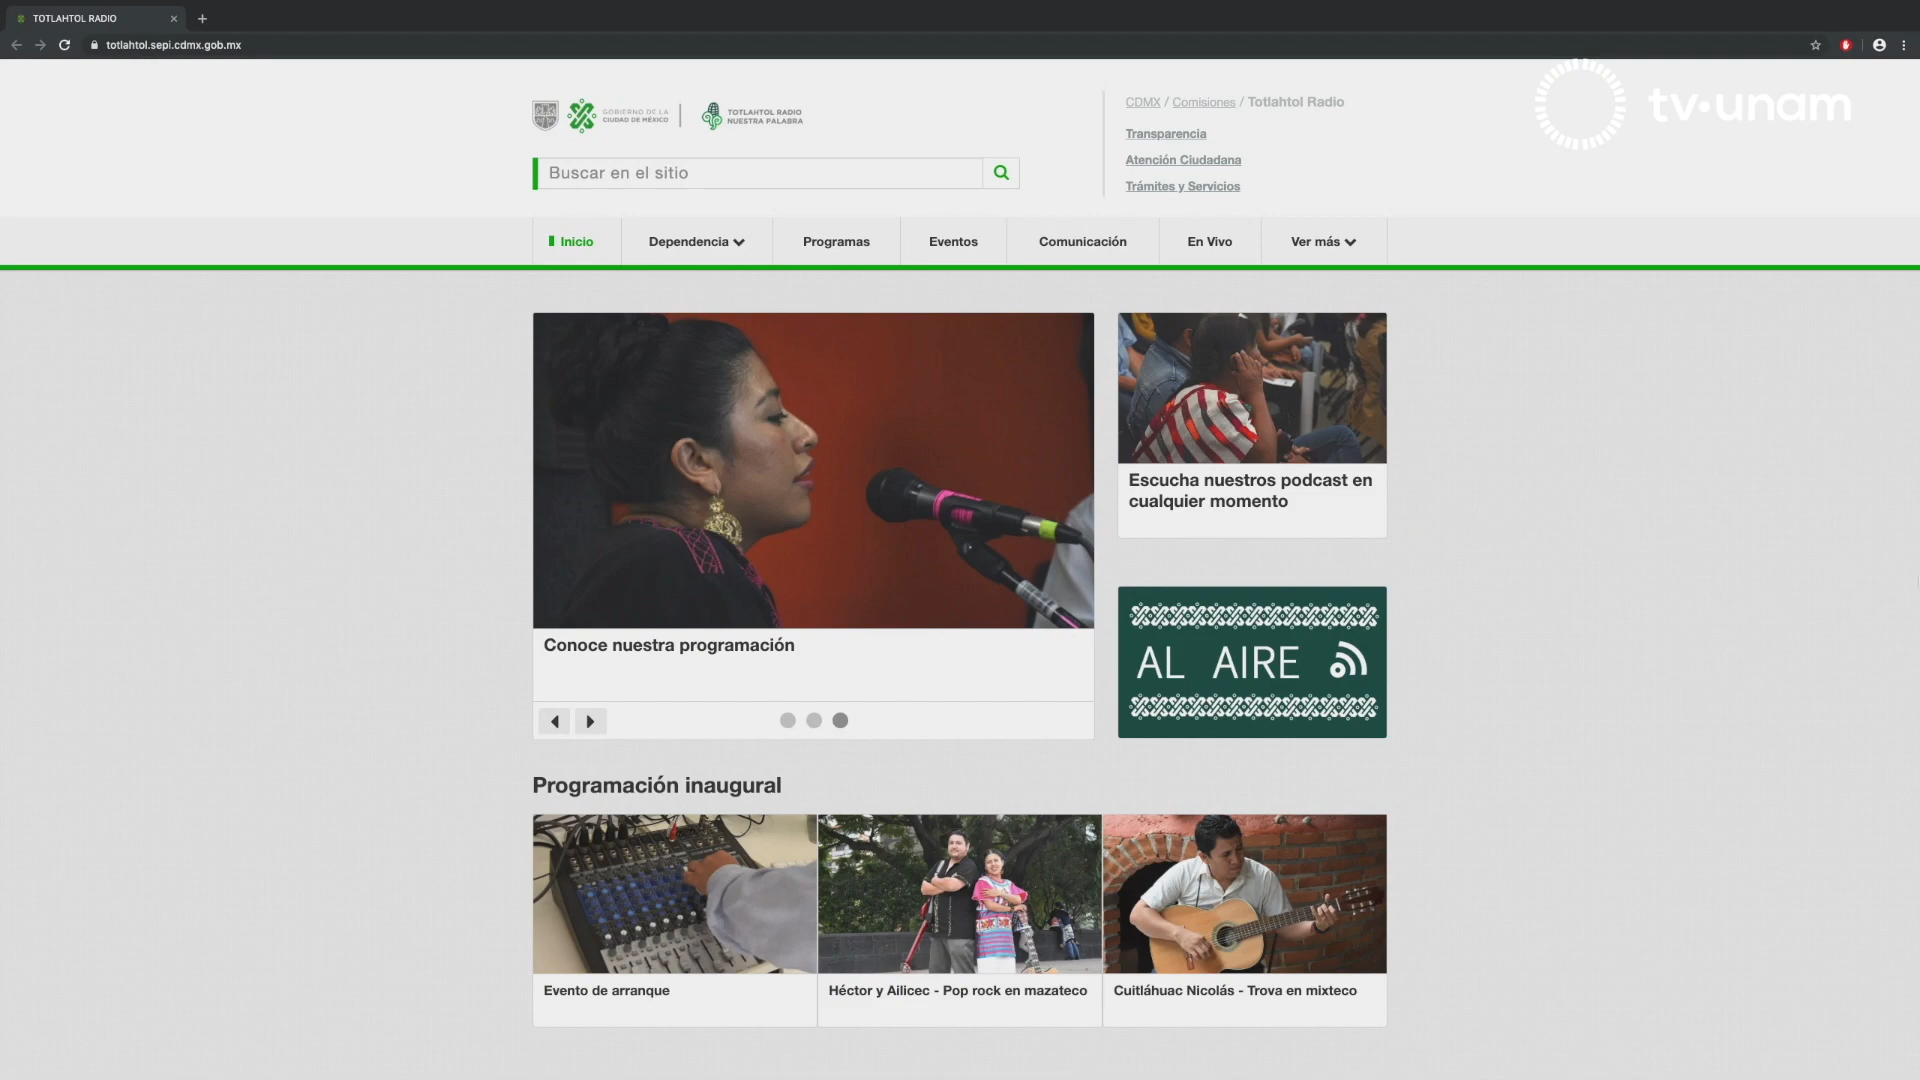 TOTLAHTOL RADIO
totlahtol.sepi.cdmx.gob.mx
GOBIERNO DE LA
CIUDAD DE MÉXICO
TOTLAHTOL RADIO
NUESTRA PALABRA
CDMX / Comisiones / Totlahtol Radio
Transparencia
Atención Ciudadana
Trámites y Servicios
tv·unam
Buscar en el sitio
Inicio
Dependencia
Programas
Eventos
Comunicación
En Vivo
Ver más
Conoce nuestra programación
Escucha nuestros podcast en
cualquier momento
AL AIRE
Programación inaugural
Evento de arranque
Héctor y Ailicec - Pop rock en mazateco
Cuitláhuac Nicolás - Trova en mixteco